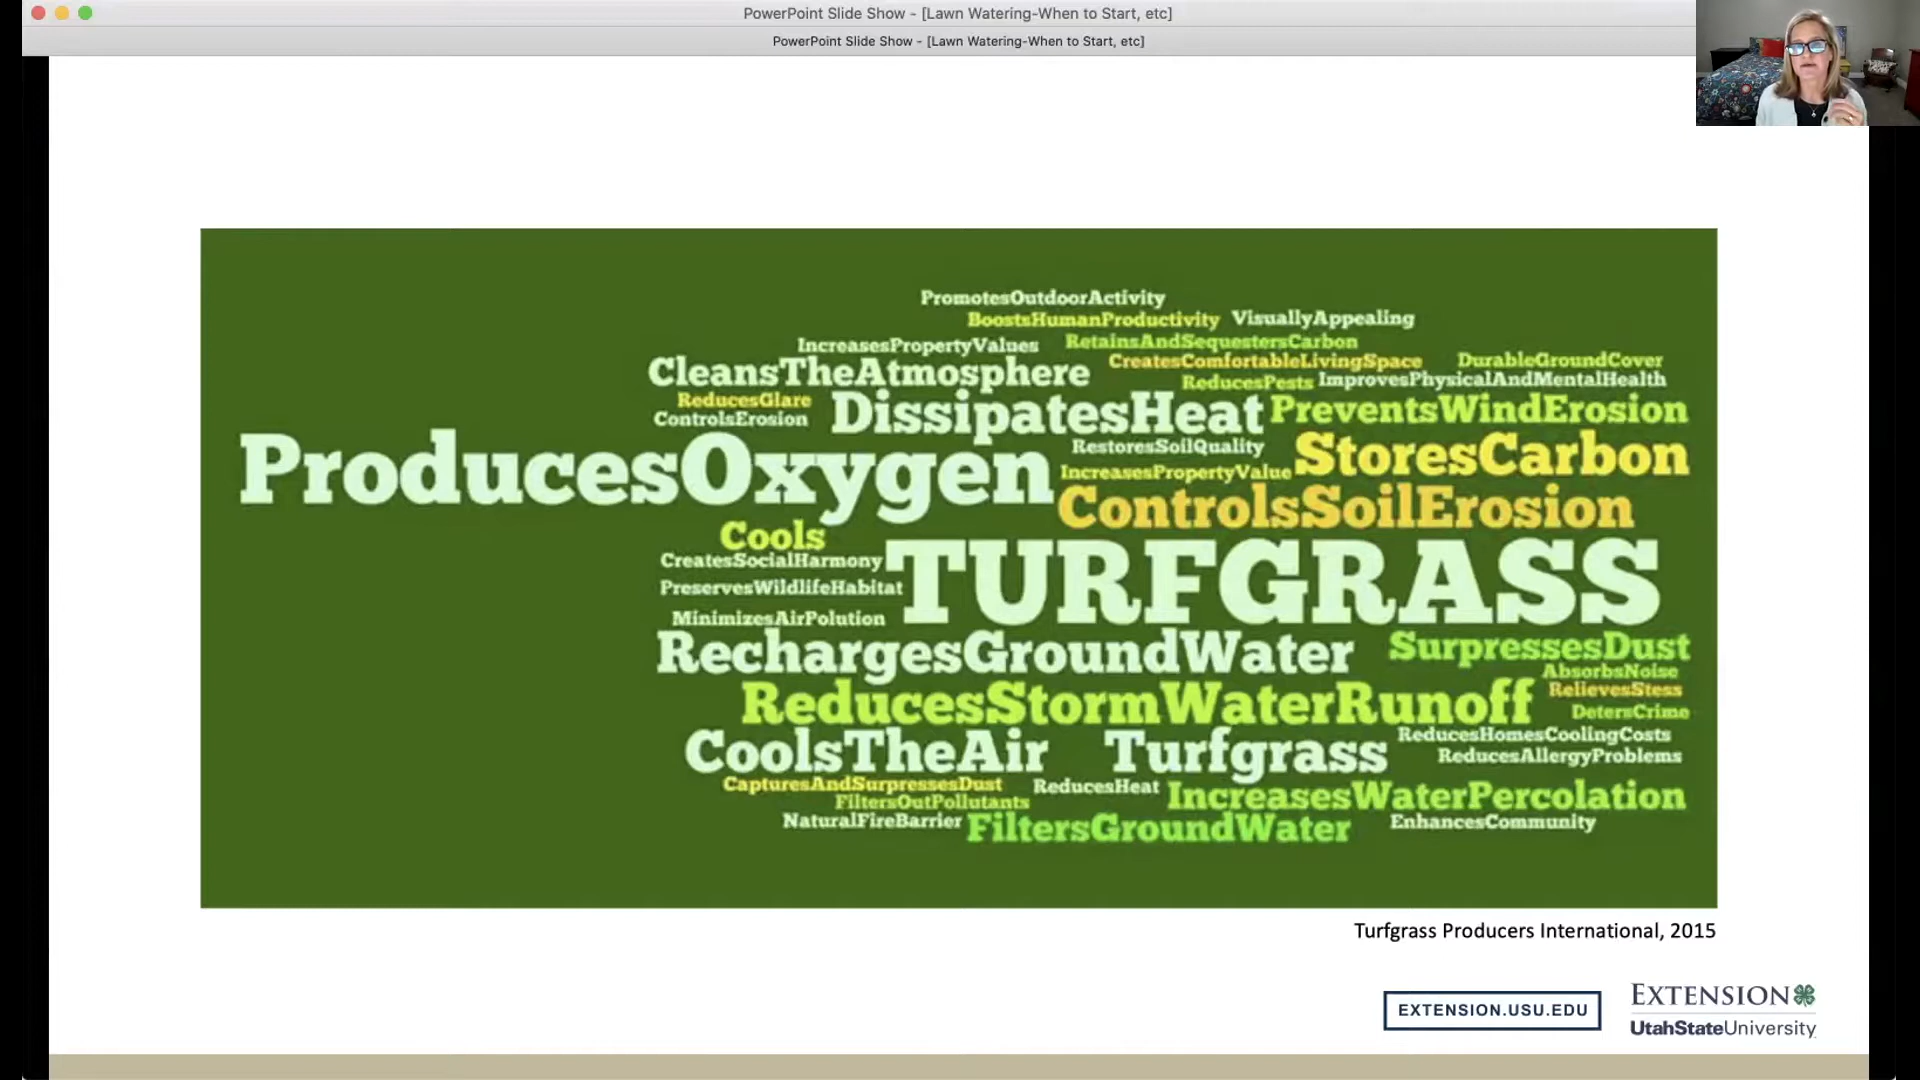 PowerPoint Slide Show - [Lawn Watering-When to Start, etc]
PowerPoint Slide Show - [Lawn Watering-When to Start, etc]
PromotesOutdoorActivity
BoostsHumanProductivity VisuallyAppealing
IncreasesPropertyValues RetainsAndSequestersCarbon
CleansTheAtmosphere CreatesComfortableLivingSpace DurableGroundCover
ReducesPests ImprovesPhysicalAndMentalHealth
ReducesGlare DissipatesHeat PreventsWindErosion
ControlsErosion
RestoresSoilQuality StoresCarbon
ProducesOxygen IncreasesPropertyValue
ControlsSoilErosion
Cools
CreatesSocialHarmony TURFGRASS
PreservesWildlifeHabitat
MinimizesAirPolution
RechargesGroundWater SurpressesDust
AbsorbsNoise
ReducesStormWaterRunoff RelievesStess
DetersCrime
CoolsTheAir Turfgrass ReducesHomesCoolingCosts
ReducesAllergyProblems
CapturesAndSurpressesDust ReducesHeat IncreasesWaterPercolation
FiltersOutPollutants
NaturalFireBarrier FiltersGroundWater EnhancesCommunity
Turfgrass Producers International, 2015
EXTENSION.USU.EDU
EXTENSION
UtahStateUniversity